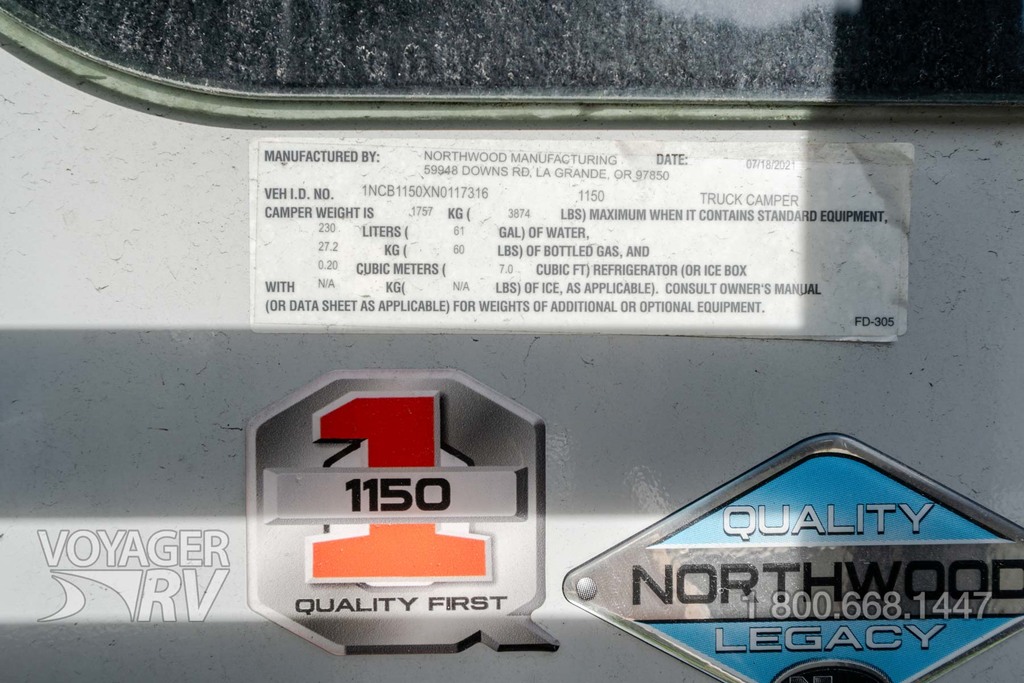 MANUFACTURED BY: NORTHWOOD MANUFACTURING DATE: 07/18/2021
59948 DOWNS RD, LA GRANDE, OR 97850
VEH I.D. NO. 1NCB1150XN0117316 1150 TRUCK CAMPER
CAMPER WEIGHT IS 1757 KG ( 3874 LBS) MAXIMUM WHEN IT CONTAINS STANDARD EQUIPMENT,
230 LITERS ( 61 GAL) OF WATER,
27.2 KG ( 60 LBS) OF BOTTLED GAS, AND
0.20 CUBIC METERS ( 7.0 CUBIC FT) REFRIGERATOR (OR ICE BOX
WITH N/A KG( N/A LBS) OF ICE, AS APPLICABLE). CONSULT OWNER'S MANUAL
(OR DATA SHEET AS APPLICABLE) FOR WEIGHTS OF ADDITIONAL OR OPTIONAL EQUIPMENT.
FD-305
1
1150
QUALITY FIRST
QUALITY
NORTHWOOD
LEGACY
VOYAGER
RV
1 800.668.1447